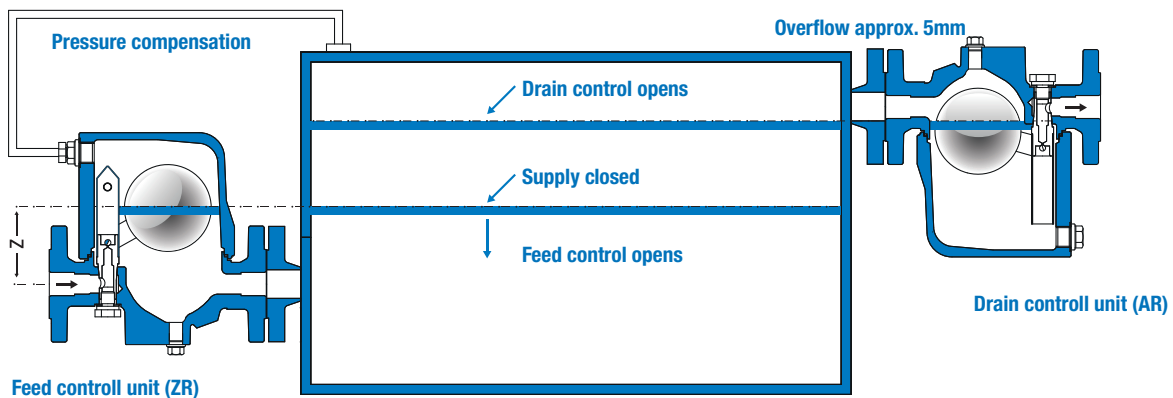 Pressure compensation
Overflow approx. 5mm
Drain control opens
Supply closed
Z
Feed control opens
Drain controll unit (AR)
Feed controll unit (ZR)